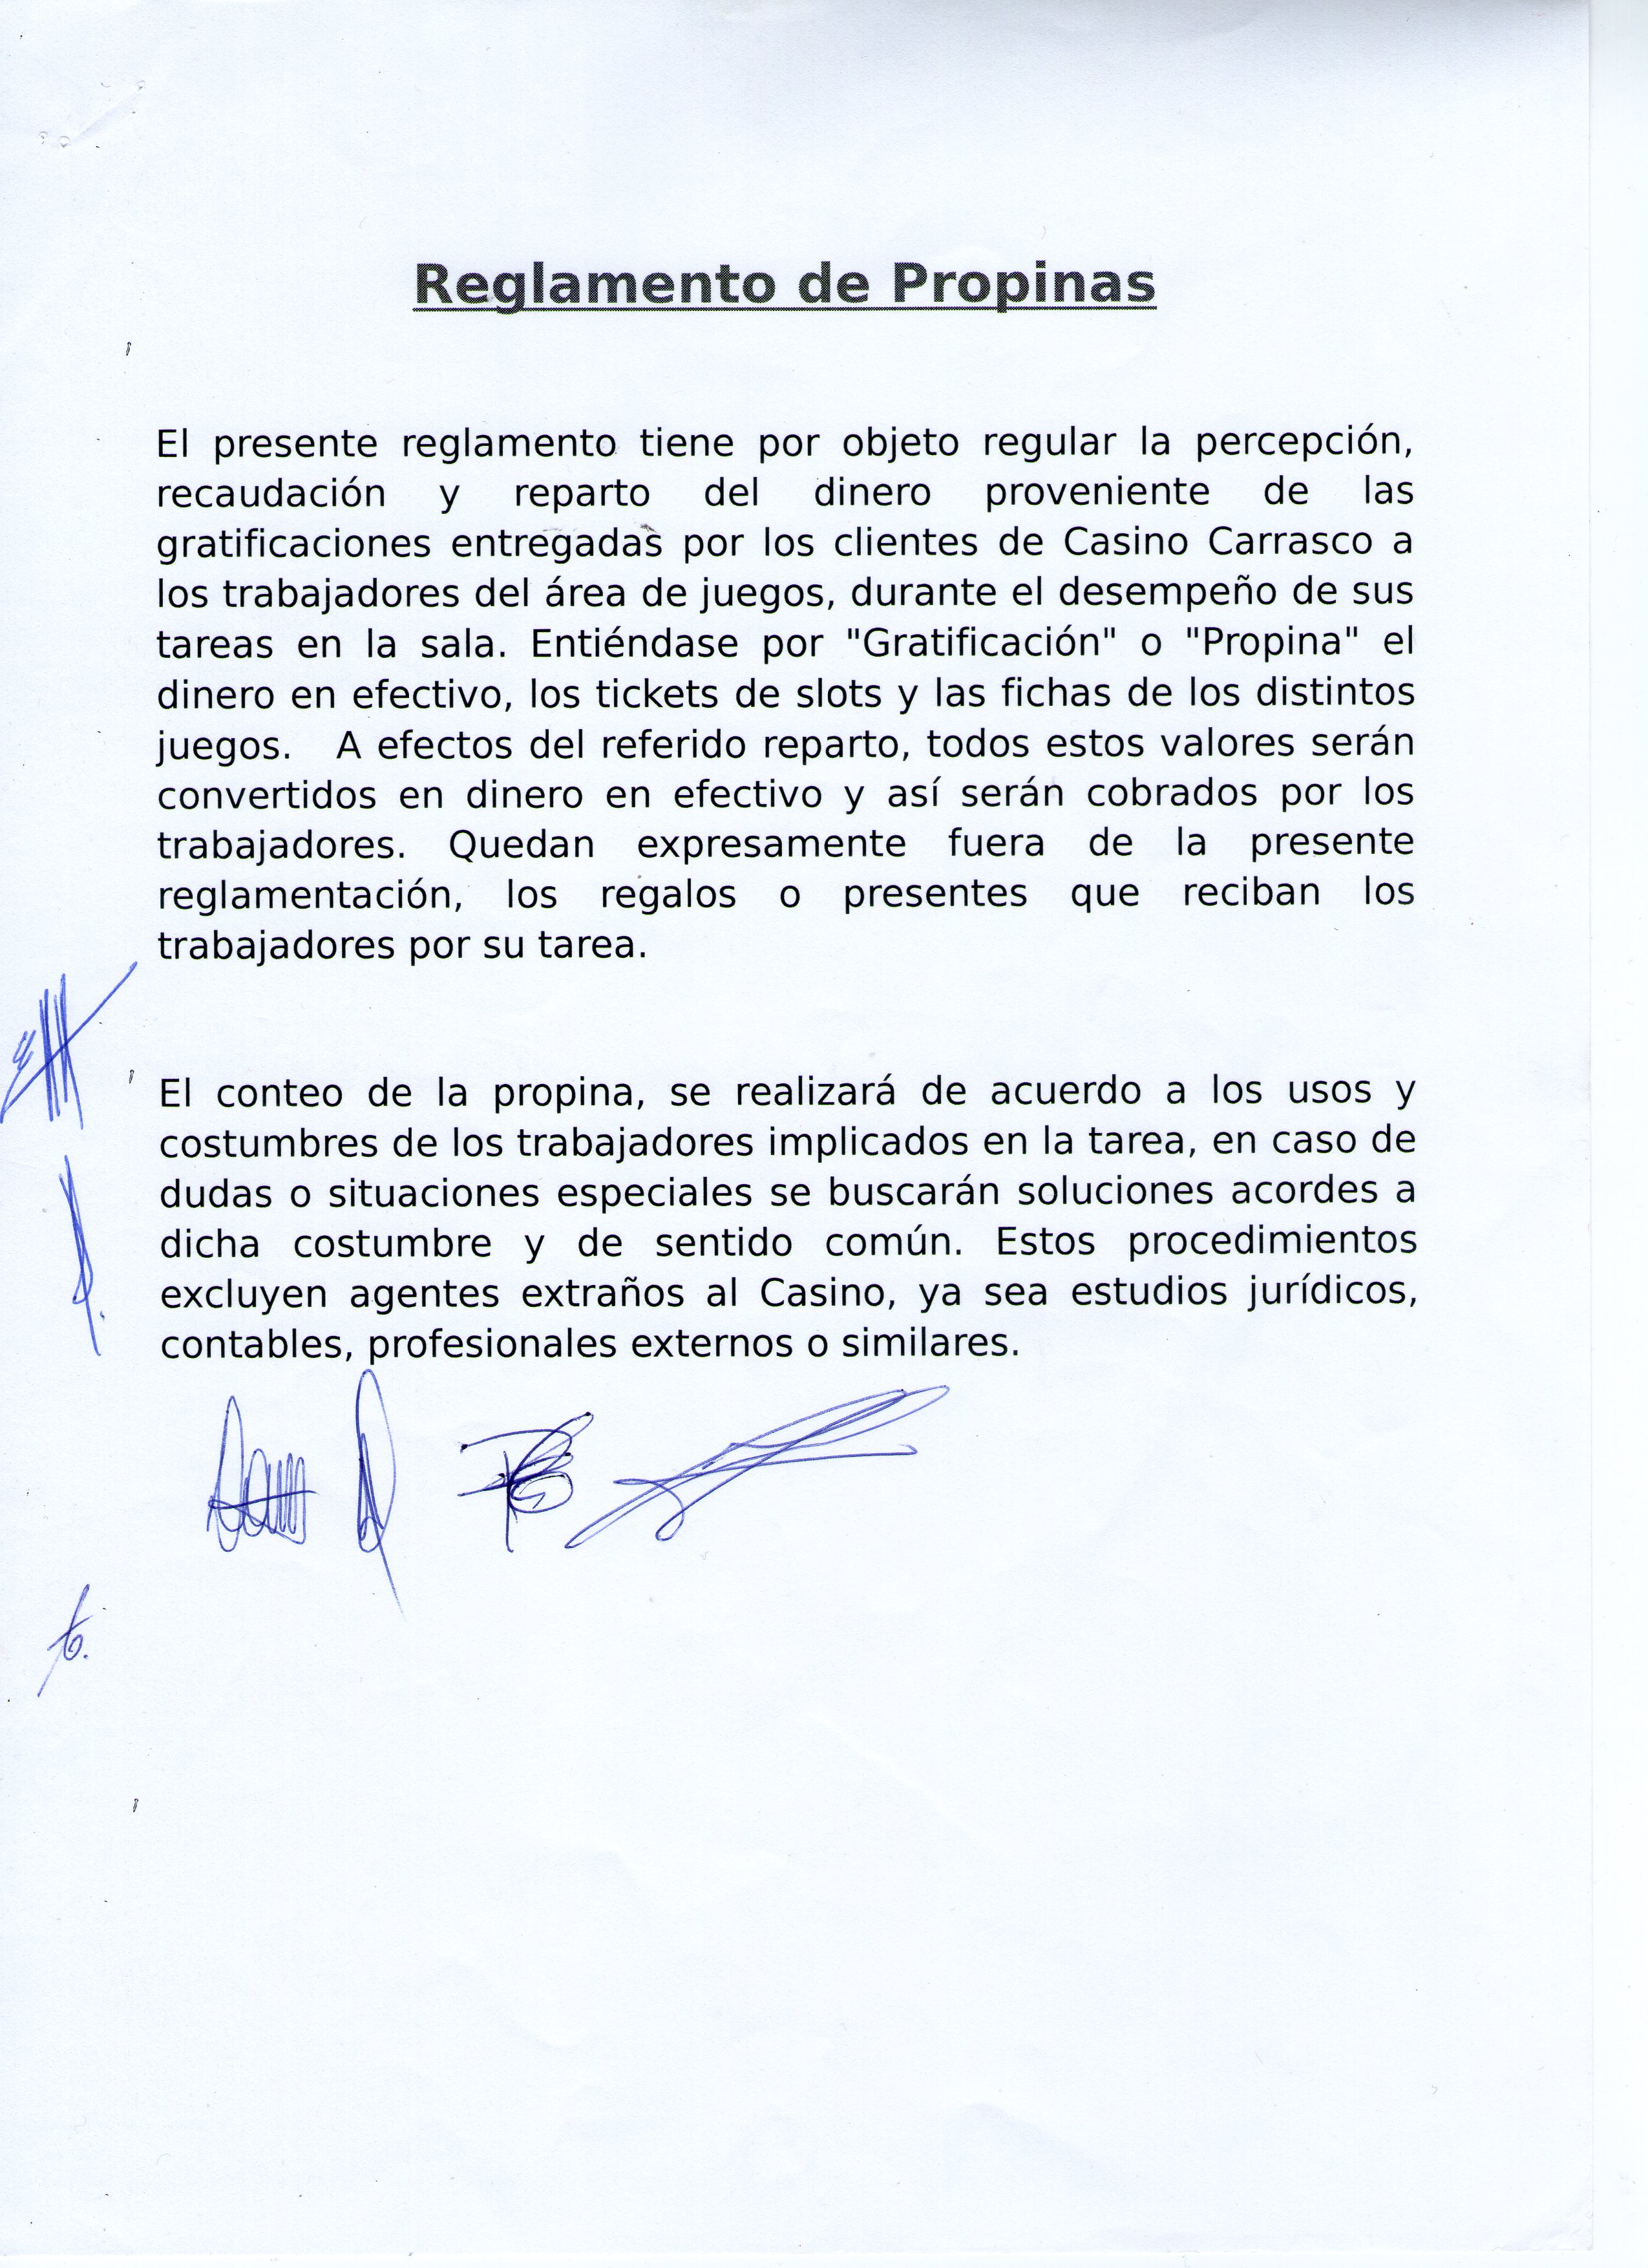 Reglamento de Propinas
El presente reglamento tiene por objeto regular la percepción,
recaudación y reparto del dinero proveniente de las
gratificaciones entregadas por los clientes de Casino Carrasco a
los trabajadores del área de juegos, durante el desempeño de sus
tareas en la sala. Entiéndase por "Gratificación" o "Propina" el
dinero en efectivo, los tickets de slots y las fichas de los distintos
juegos. A efectos del referido reparto, todos estos valores serán
convertidos en dinero en efectivo y así serán cobrados por los
trabajadores. Quedan expresamente fuera de la presente
reglamentación, los regalos o presentes que reciban los
trabajadores por su tarea.
El conteo de la propina, se realizará de acuerdo a los usos y
costumbres de los trabajadores implicados en la tarea, en caso de
dudas o situaciones especiales se buscarán soluciones acordes a
dicha costumbre y de sentido común. Estos procedimientos
excluyen agentes extraños al Casino, ya sea estudios jurídicos,
contables, profesionales externos o similares.